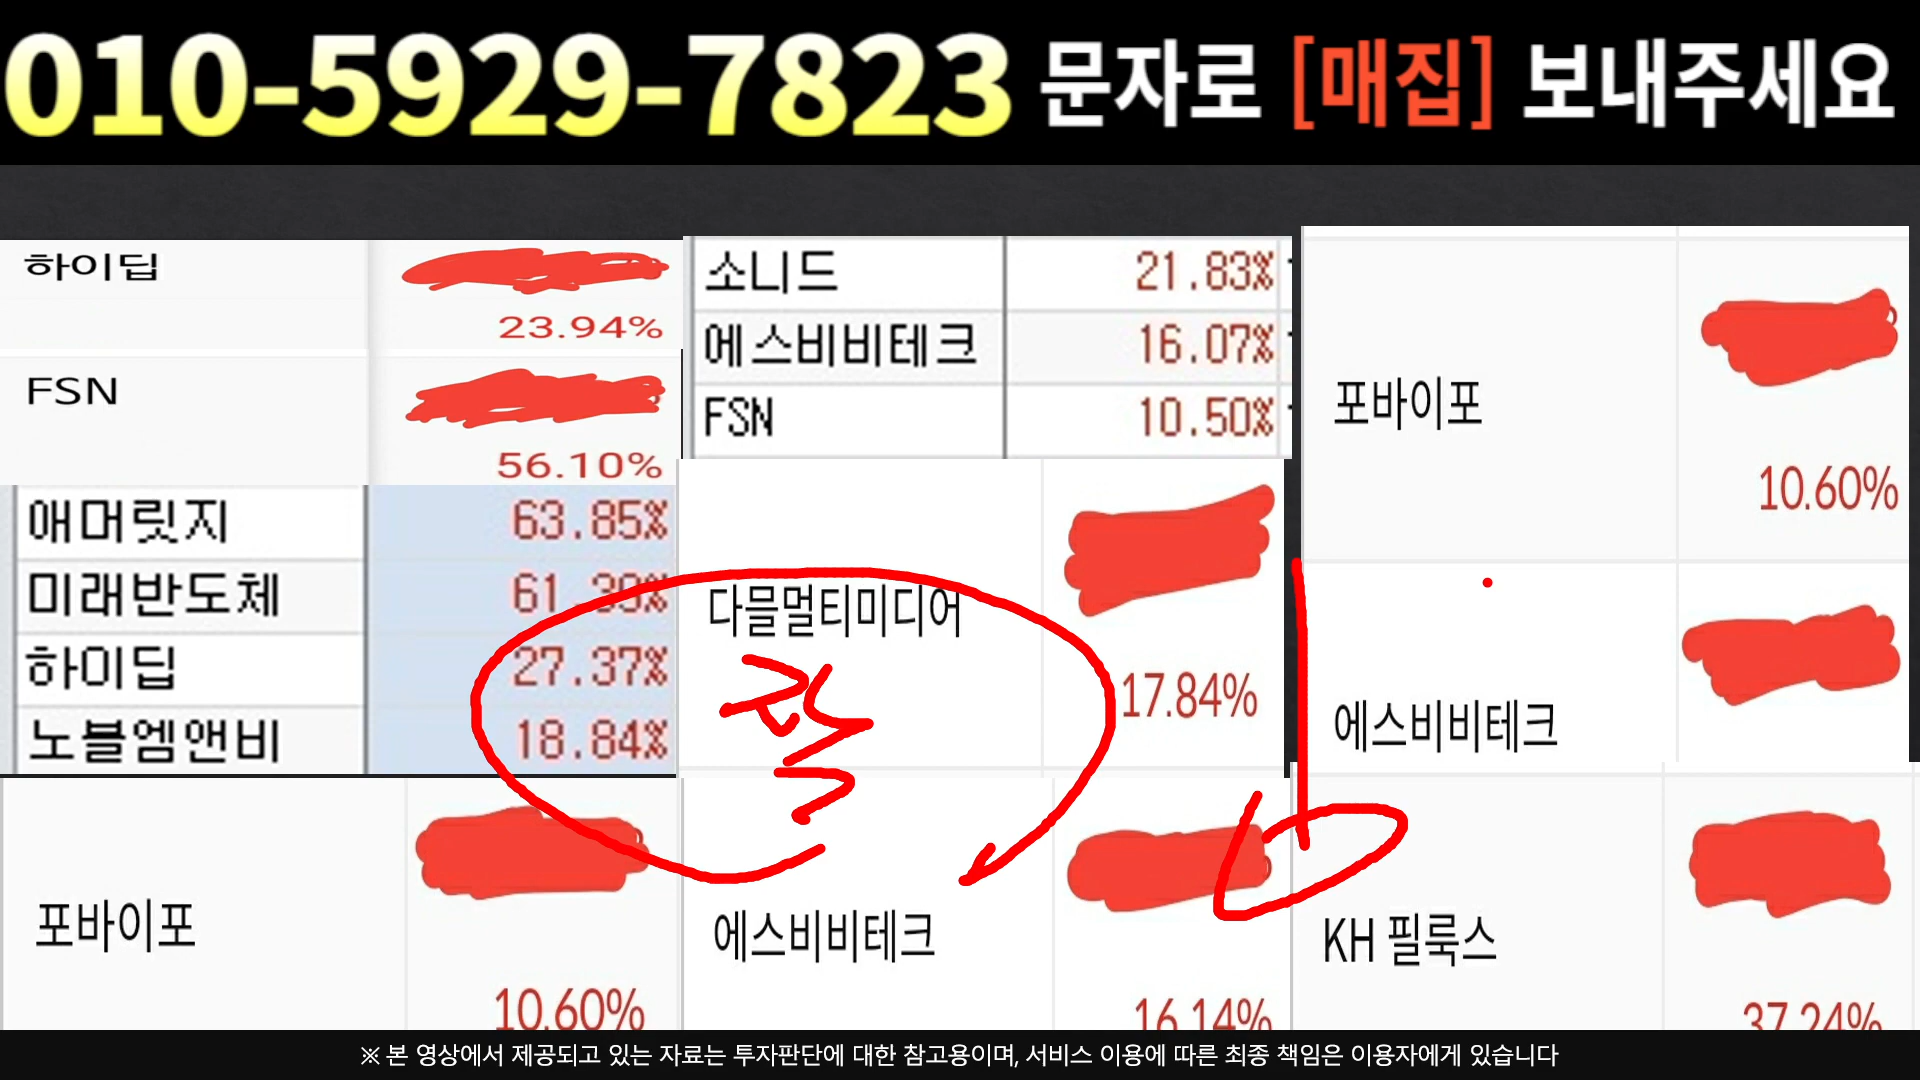 010-5929-7823 문자로 [매집] 보내주세요
하이딥
23.94%
FSN
56.10%
애머릿지 63.85%
미래반도체 61.39%
하이딥 27.37%
노블엠앤비 18.84%
소니드 21.83%
에스비비테크 16.07%
FSN 10.50%
다믈멀티미디어
17.84%
포바이포
10.60%
에스비비테크
포바이포
10.60%
에스비비테크
16.14%
KH 필룩스
37.24%
※ 본 영상에서 제공되고 있는 자료는 투자판단에 대한 참고용이며, 서비스 이용에 따른 최종 책임은 이용자에게 있습니다